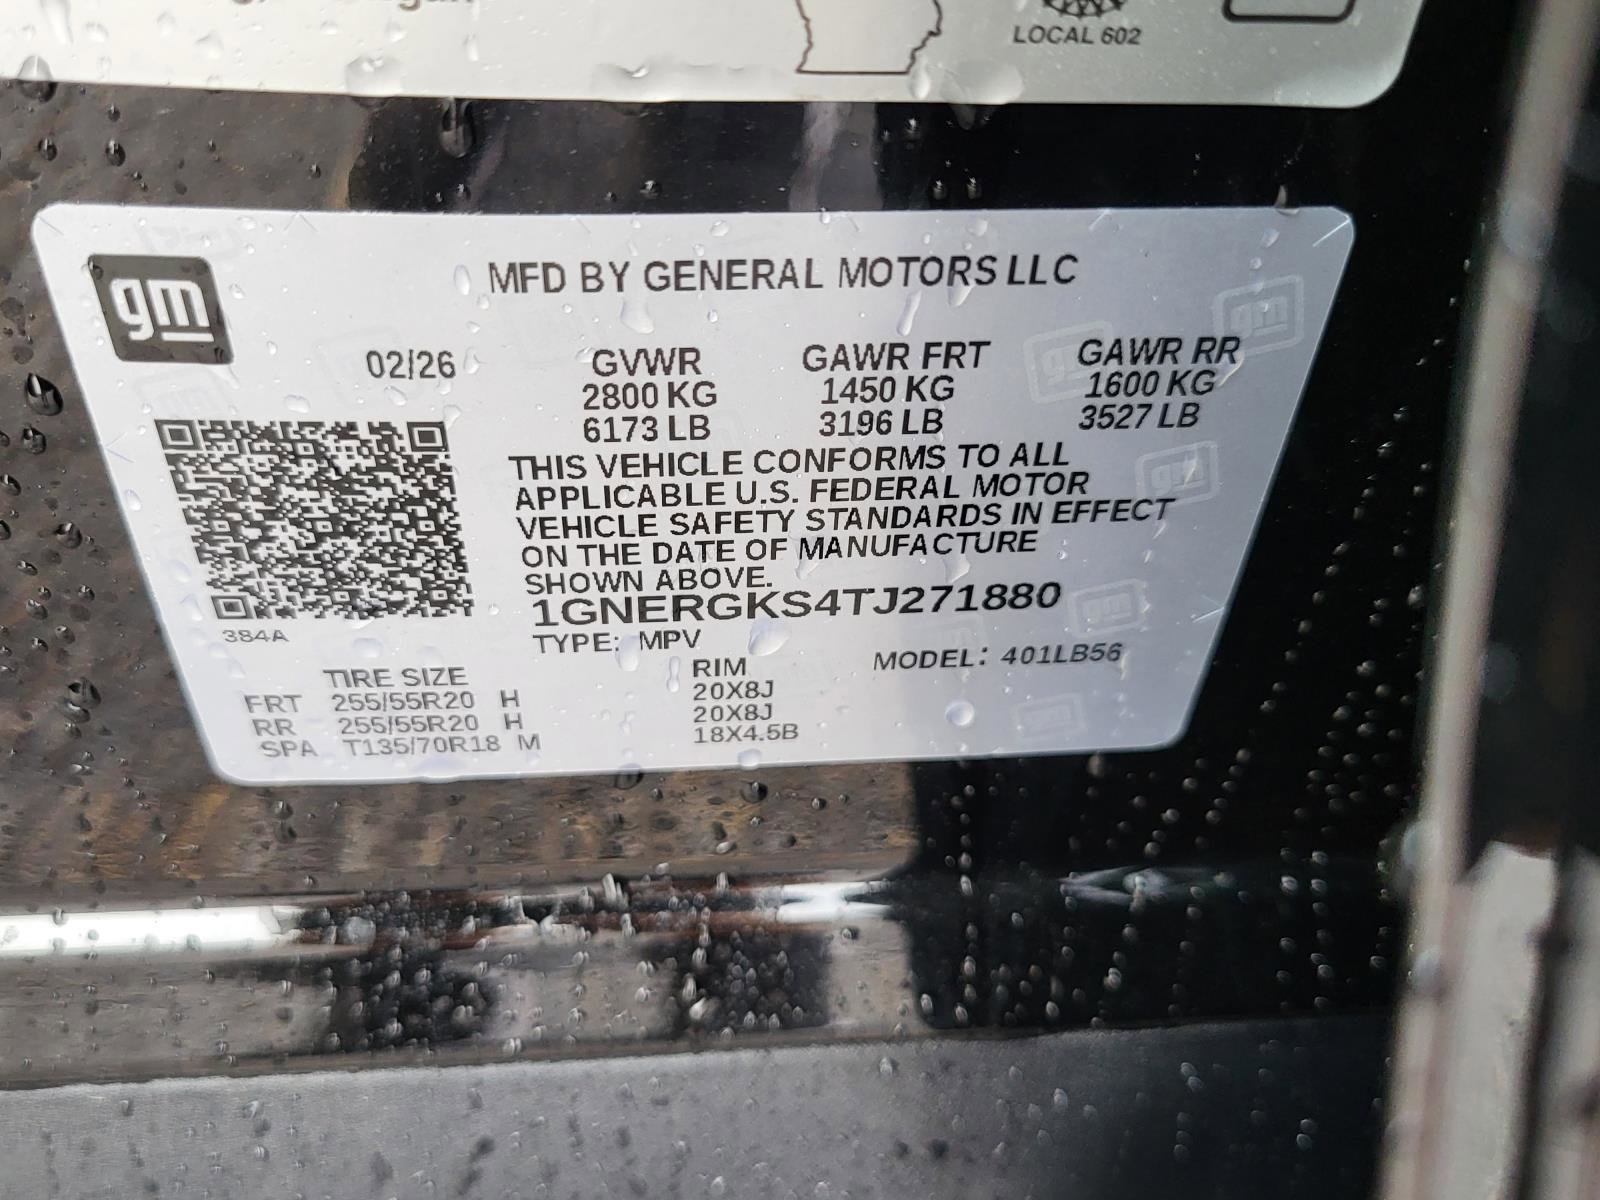 LOCAL 602
gm
MFD BY GENERAL MOTORS LLC
02/26
GVWR GAWR FRT GAWR RR
2800 KG 1450 KG 1600 KG
6173 LB 3196 LB 3527 LB
THIS VEHICLE CONFORMS TO ALL
APPLICABLE U.S. FEDERAL MOTOR
VEHICLE SAFETY STANDARDS IN EFFECT
ON THE DATE OF MANUFACTURE
SHOWN ABOVE.
1GNERGKS4TJ271880
384A
TYPE: MPV
MODEL: 401LB56
TIRE SIZE RIM
FRT 255/55R20 H 20X8J
RR 255/55R20 H 20X8J
SPA T135/70R18 M 18X4.5B